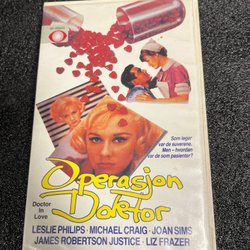 Som leger
var de suverene.
Men - hvordan
var de som pasienter?
Operasjon
Doktor
Doctor
in
Love
LESLIE PHILIPS · MICHAEL CRAIG · JOAN SIMS
JAMES ROBERTSON JUSTICE · LIZ FRAZER